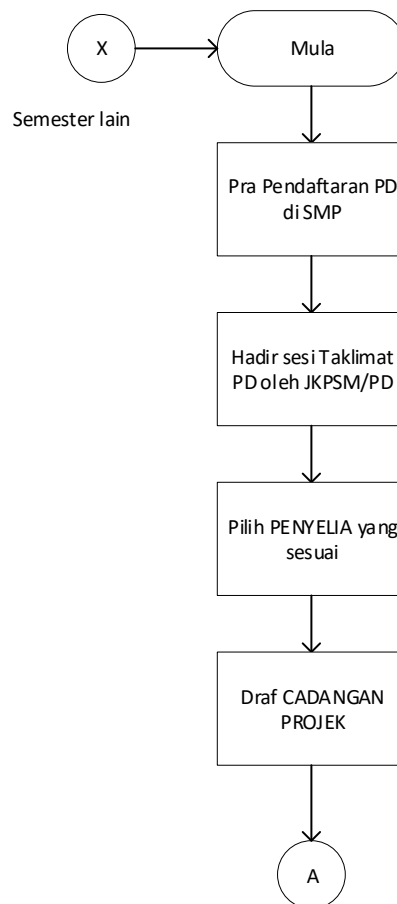 X
Mula
Semester lain
Pra Pendaftaran PD
di SMP
Hadir sesi Taklimat
PD oleh JKPSM/PD
Pilih PENYELIA yang
sesuai
Draf CADANGAN
PROJEK
A